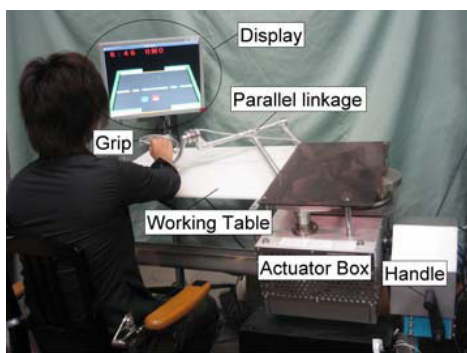 Display
Parallel linkage
Grip
Working Table
Actuator Box
Handle